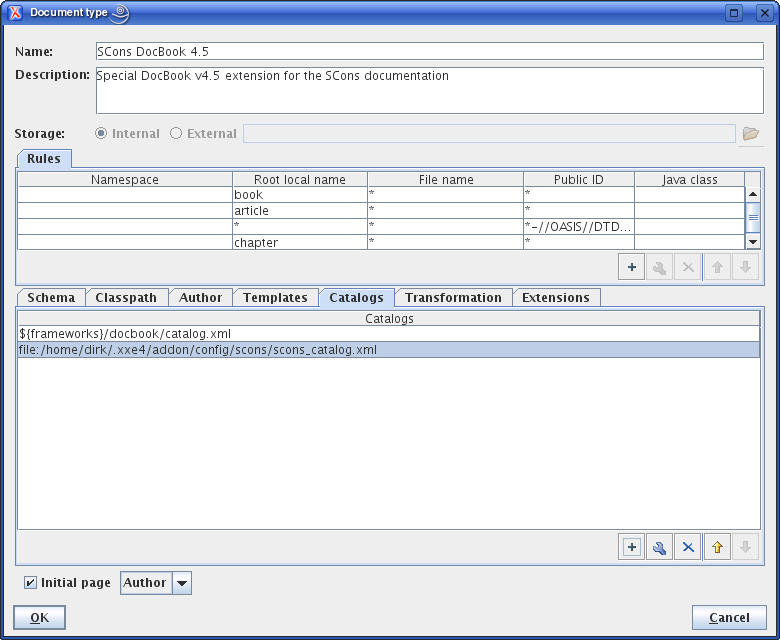 Document type
Name: SCons DocBook 4.5
Description: Special DocBook v4.5 extension for the SCons documentation
Storage: Internal External
Rules
Namespace Root local name File name Public ID Java class
book * *
article * *
* * *-//OASIS//DTD...
chapter * *
Schema Classpath Author Templates Catalogs Transformation Extensions
Catalogs
${frameworks}/docbook/catalog.xml
file:/home/dirk/.xxe4/addon/config/scons/scons_catalog.xml
Initial page Author
OK Cancel